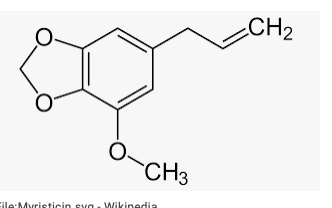 O
CH2
O
O
CH3
File:Myristicin.svg - Wikipedia